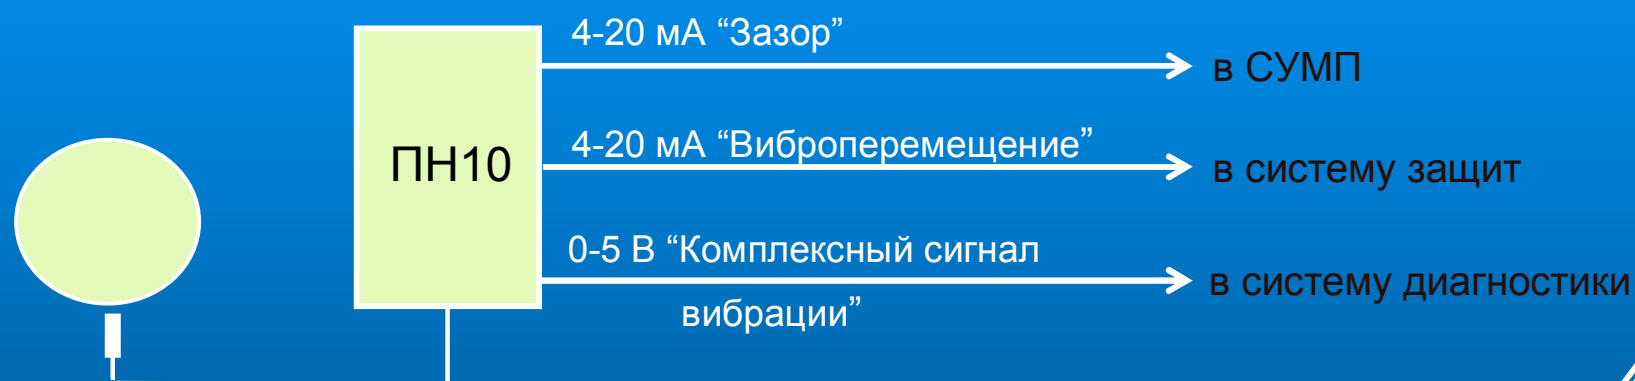 4-20 мА “Зазор”
в СУМП
ПН10
4-20 мА “Виброперемещение”
в систему защит
0-5 В “Комплексный сигнал
вибрации”
в систему диагностики